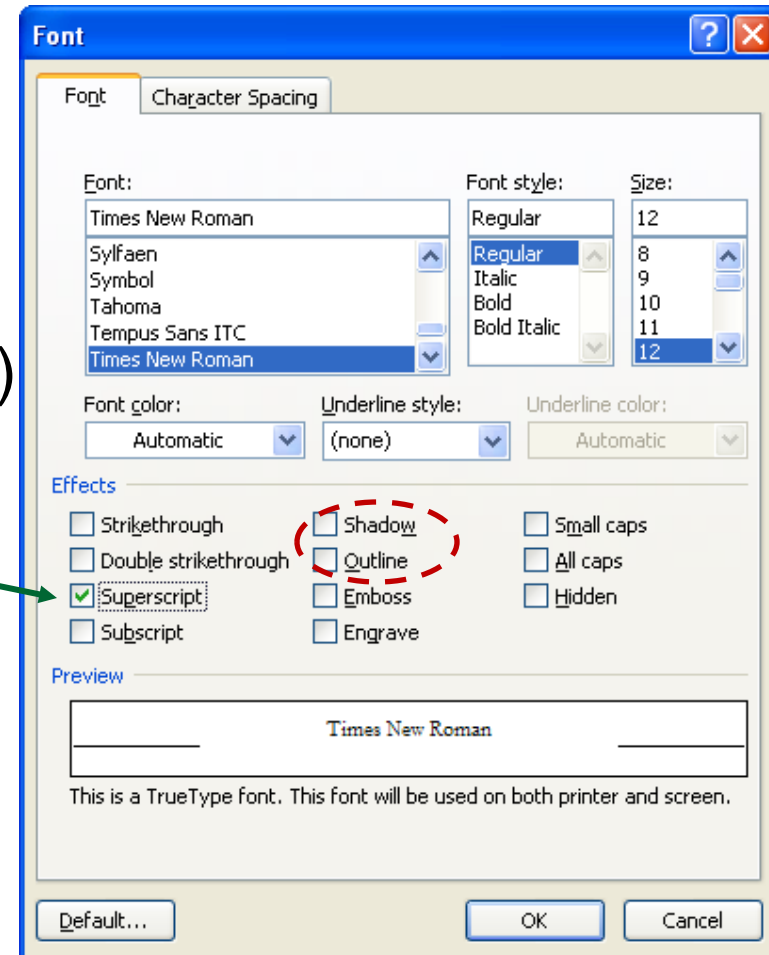 Font
Font Character Spacing
Font: Font style: Size:
Times New Roman Regular 12
Sylfaen Regular 8
Symbol Italic 9
Tahoma Bold 10
Tempus Sans ITC Bold Italic 11
Times New Roman 12
)
Font color: Underline style: Underline color:
Automatic (none) Automatic
Effects
Strikethrough Shadow Small caps
Double strikethrough Outline All caps
Superscript Emboss Hidden
Subscript Engrave
Preview
Times New Roman
This is a TrueType font. This font will be used on both printer and screen.
Default... OK Cancel